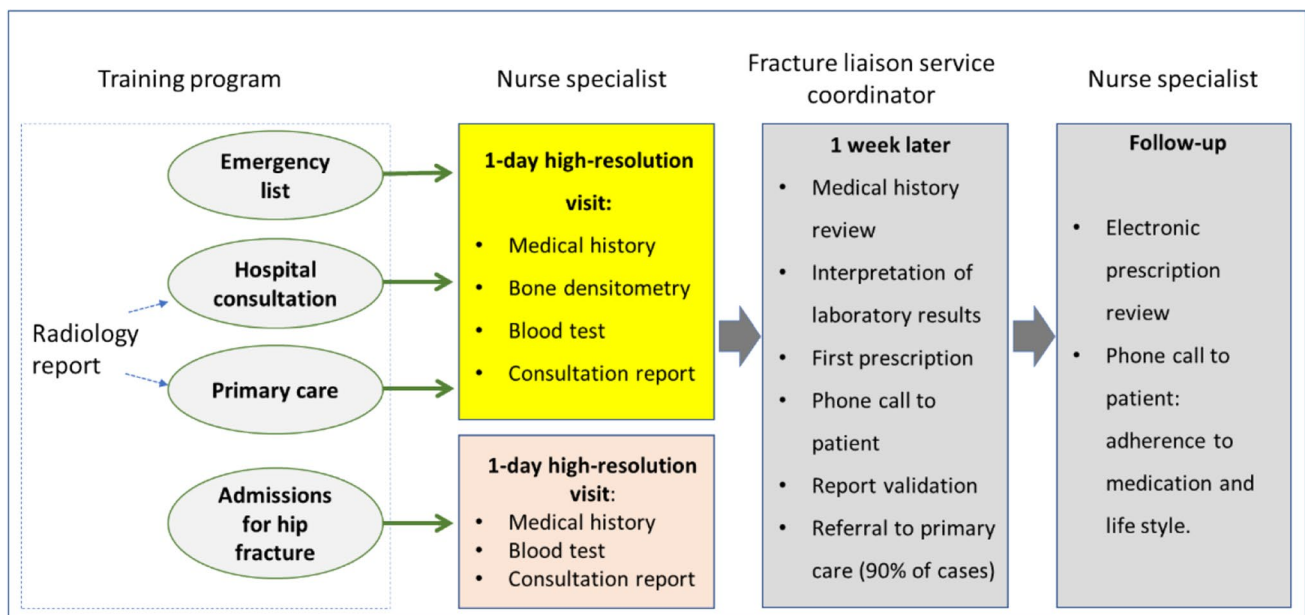 Training program
Radiology
report
Emergency
list
Hospital
consultation
Primary care
Admissions
for hip
fracture
Nurse specialist
1-day high-resolution
visit:
• Medical history
• Bone densitometry
• Blood test
• Consultation report
1-day high-resolution
visit:
• Medical history
• Blood test
• Consultation report
Fracture liaison service
coordinator
1 week later
• Medical history
review
• Interpretation of
laboratory results
• First prescription
• Phone call to
patient
• Report validation
• Referral to primary
care (90% of cases)
Nurse specialist
Follow-up
• Electronic
prescription
review
• Phone call to
patient:
adherence to
medication and
life style.